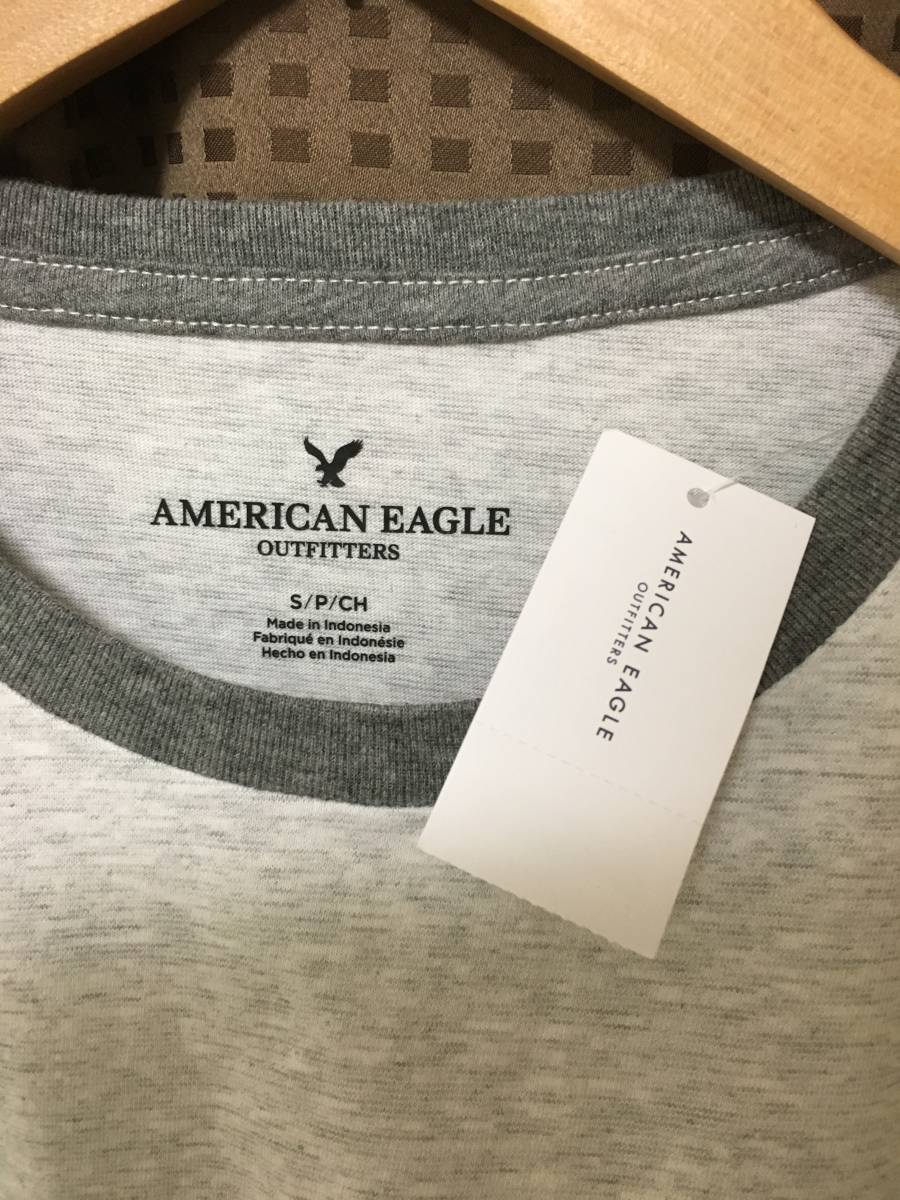 AMERICAN EAGLE
OUTFITTERS
S/P/CH
Made in Indonesia
Fabriqué en Indonésie
Hecho en Indonesia
AMERICAN EAGLE
OUTFITTERS